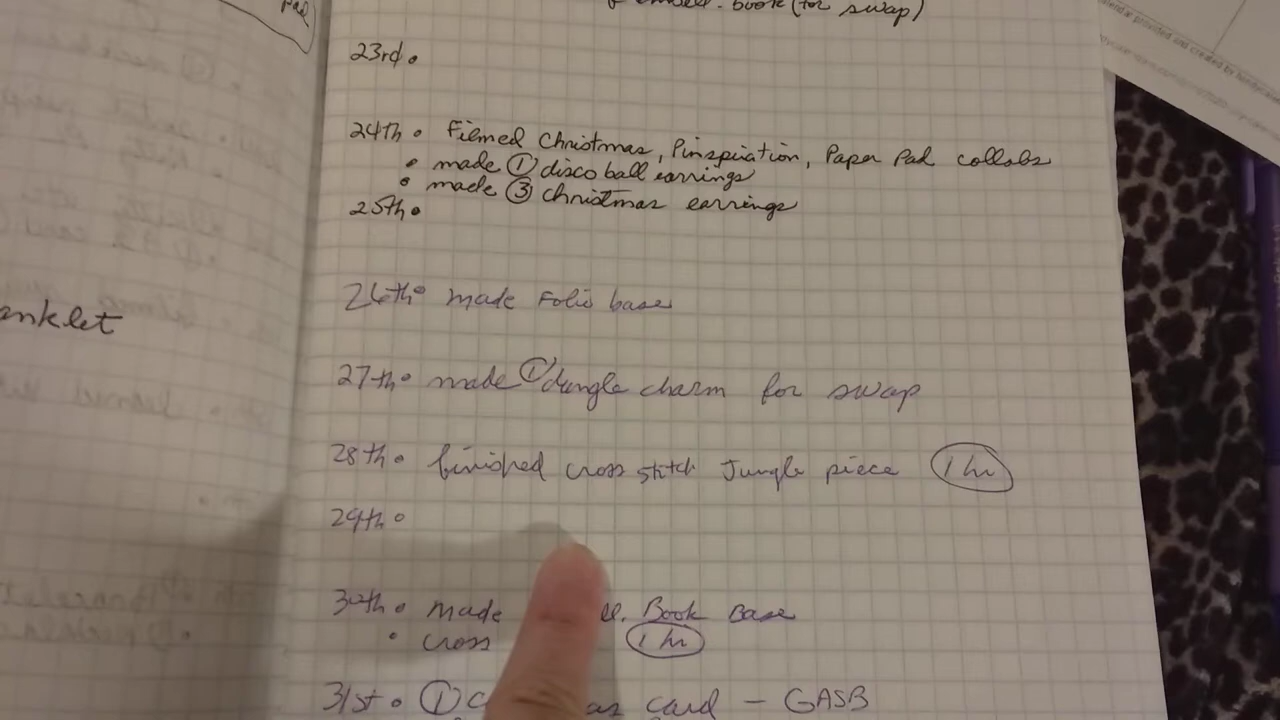 Pad
book (for swap)
23rd.
24th. Filmed Christmas, Pinspiration, Paper Pad collabs
• made ① disco ball earrings
• made ③ christmas earrings
25th.
26th. made Folio base
anklet
27th. made ① dangle charm for swap
28th. finished cross stitch Jungle piece 1 hr
29th.
30th. made Book Base
• cross 1 hr
31st. ① card - GASB